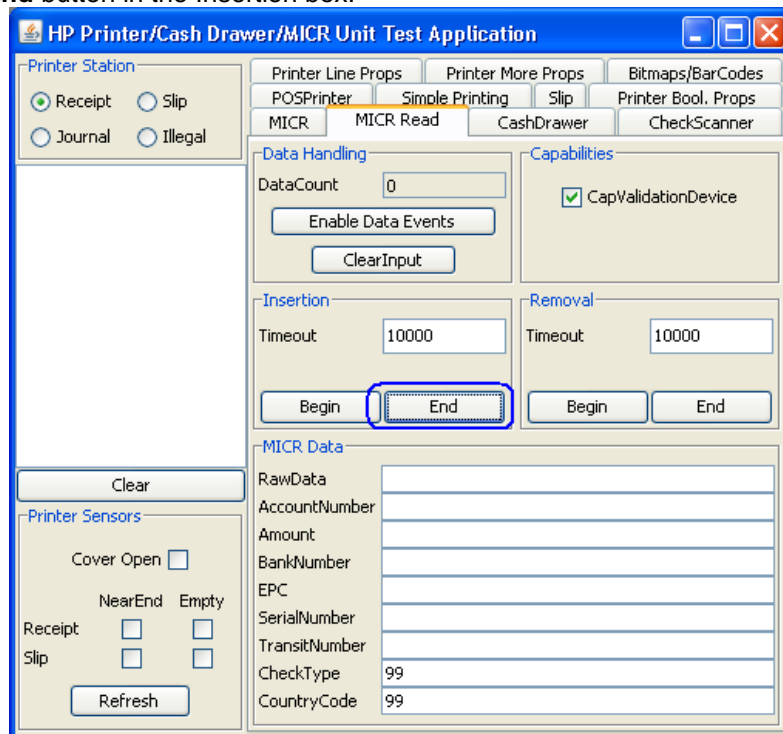 button in the Insertion box.
HP Printer/Cash Drawer/MICR Unit Test Application
Printer Station
Receipt Slip
Journal Illegal
Clear
Printer Sensors
Cover Open
NearEnd Empty
Receipt
Slip
Refresh
Printer Line Props Printer More Props Bitmaps/BarCodes
POSPrinter Simple Printing Slip Printer Bool. Props
MICR MICR Read CashDrawer CheckScanner
Data Handling
DataCount 0
Enable Data Events
ClearInput
Capabilities
CapValidationDevice
Insertion
Timeout 10000
Begin End
Removal
Timeout 10000
Begin End
MICR Data
RawData
AccountNumber
Amount
BankNumber
EPC
SerialNumber
TransitNumber
CheckType 99
CountryCode 99